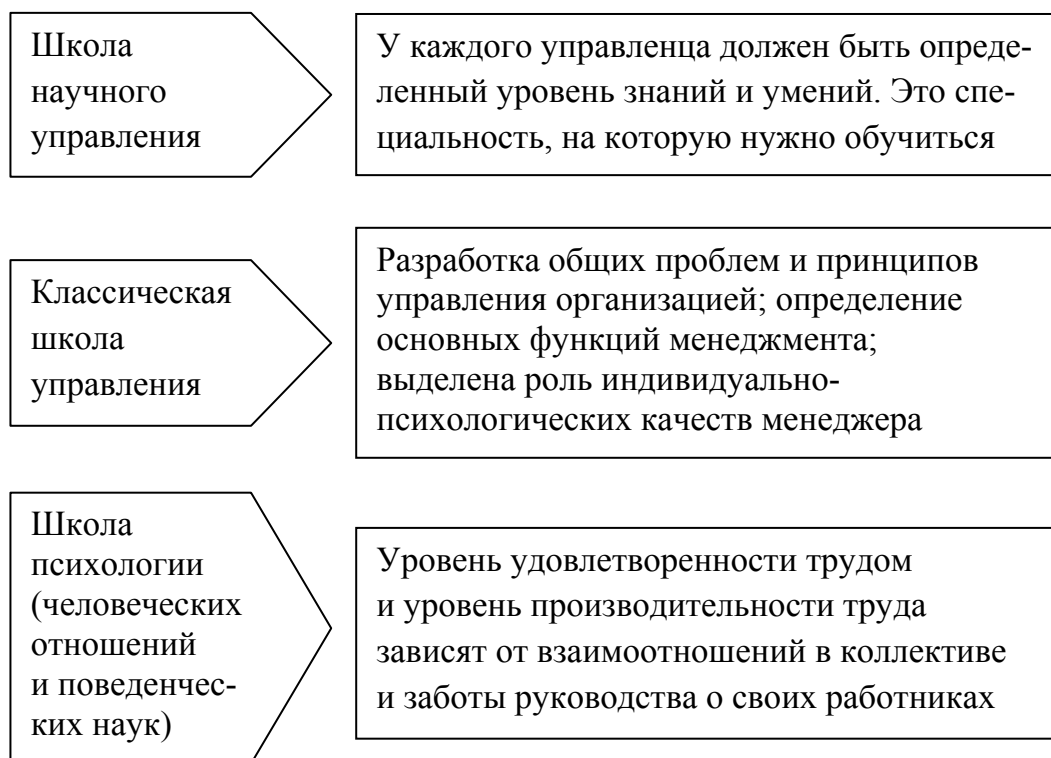 Школа
научного
управления
У каждого управленца должен быть опреде-
ленный уровень знаний и умений. Это спе-
циальность, на которую нужно обучиться
Классическая
школа
управления
Разработка общих проблем и принципов
управления организацией; определение
основных функций менеджмента;
выделена роль индивидуально-
психологических качеств менеджера
Школа
психологии
(человеческих
отношений
и поведенчес-
ких наук)
Уровень удовлетворенности трудом
и уровень производительности труда
зависят от взаимоотношений в коллективе
и заботы руководства о своих работниках